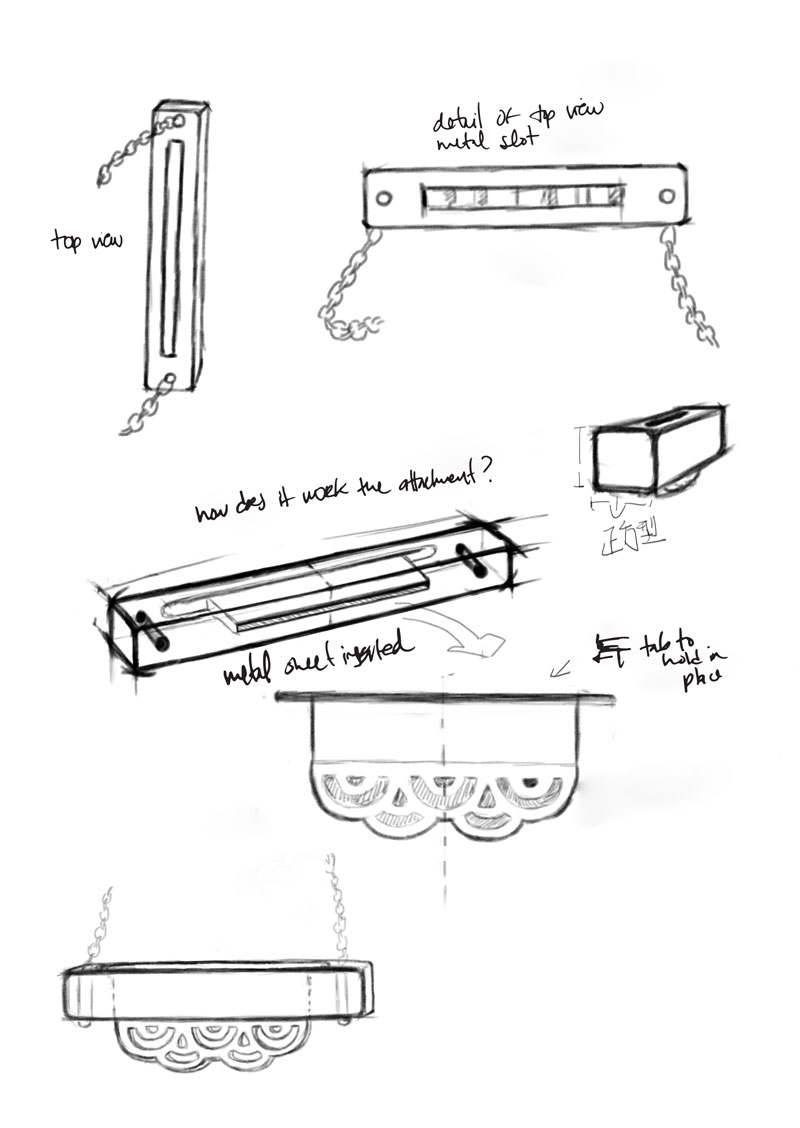 detail of top view
metal slot
top view
how does it work the attachment?
正方型
metal sheet inserted
tab to
hold in
place